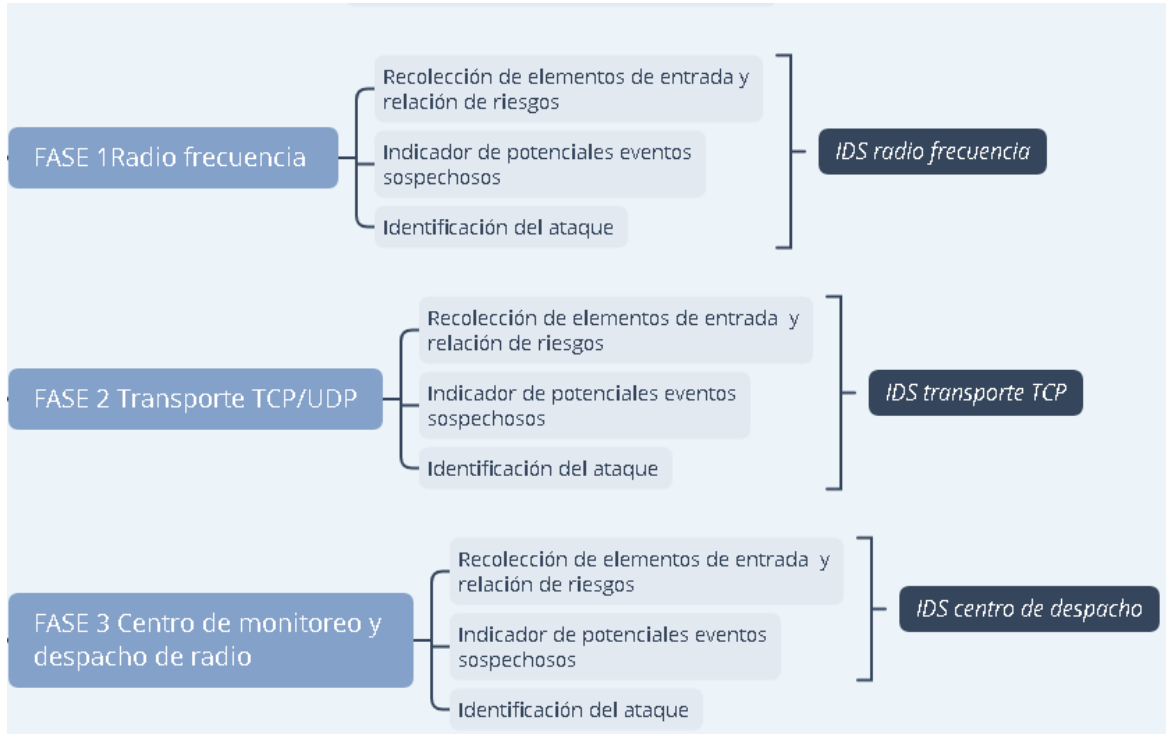 Recolección de elementos de entrada y
relación de riesgos
FASE 1Radio frecuencia
Indicador de potenciales eventos
sospechosos
IDS radio frecuencia
Identificación del ataque
Recolección de elementos de entrada y
relación de riesgos
FASE 2 Transporte TCP/UDP
Indicador de potenciales eventos
sospechosos
IDS transporte TCP
Identificación del ataque
Recolección de elementos de entrada y
relación de riesgos
FASE 3 Centro de monitoreo y
despacho de radio
Indicador de potenciales eventos
sospechosos
IDS centro de despacho
Identificación del ataque